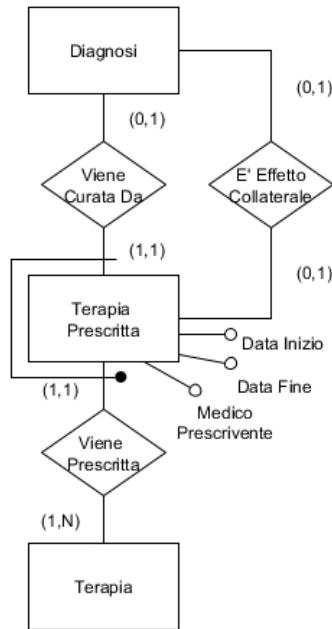 Diagnosi
(0,1)
(0,1)
Viene
Curata Da
E' Effetto
Collaterale
(1,1)
(0,1)
Terapia
Prescritta
Data Inizio
Data Fine
(1,1)
Medico
Prescrivente
Viene
Prescritta
(1,N)
Terapia